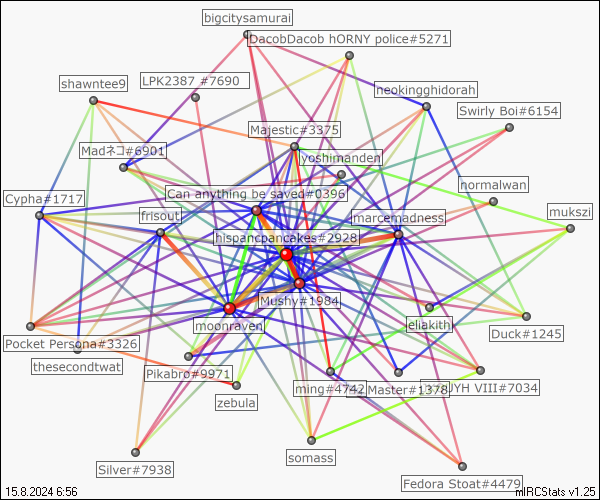 bigcitysamurai
DacobDacob hORNY police#5271
shawntee9
LPK2387 #7690
neokingghidorah
Swirly Boi#6154
Majestic#3375
Madネコ#6901
lyoshimanden
Can anything be saved#0396
normalwan
Cypha#1717
frisout
marcemadness
mukszi
hispancpancakes#2928
Mushy#1984
moonraven
eliakith
Pocket Persona#3326
Duck#1245
thesecondtwat
Pikabro#9971
ming#4742
Master#1378
UYH VIII#7034
zebula
somass
Silver#7938
Fedora Stoat#4479
15.8.2024 6:56
mIRCStats v1.25